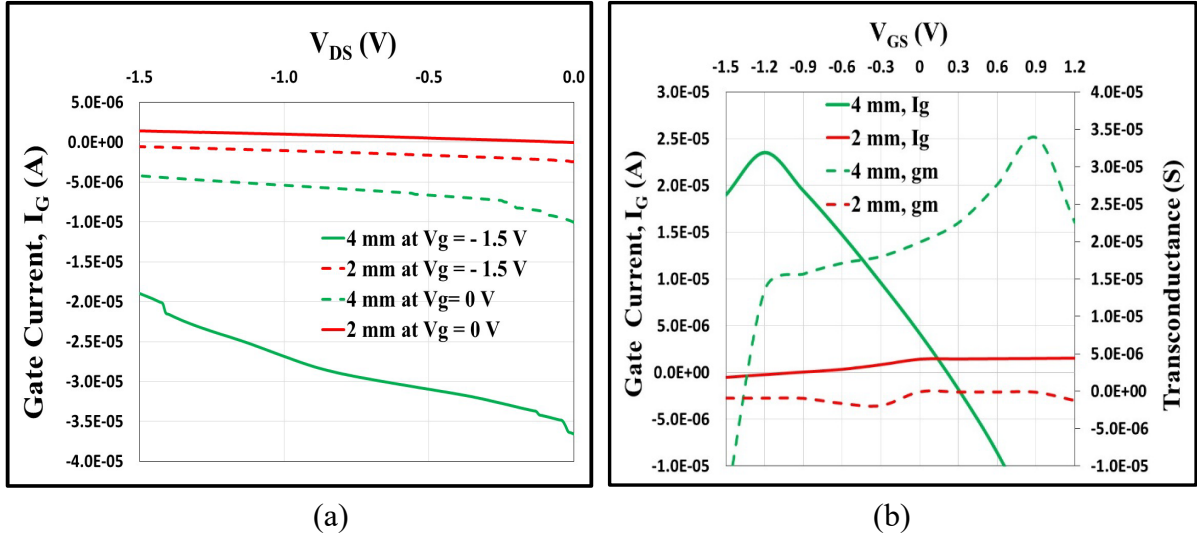 V_DS (V)
-1.5 -1.0 -0.5 0.0
Gate Current, I_G (A)
5.0E-06
0.0E+00
-5.0E-06
-1.0E-05
-1.5E-05
-2.0E-05
-2.5E-05
-3.0E-05
-3.5E-05
-4.0E-05
4 mm at Vg = - 1.5 V
2 mm at Vg = - 1.5 V
4 mm at Vg= 0 V
2 mm at Vg = 0 V
(a)
V_GS (V)
-1.5 -1.2 -0.9 -0.6 -0.3 0 0.3 0.6 0.9 1.2
Gate Current, I_G (A)
3.0E-05
2.5E-05
2.0E-05
1.5E-05
1.0E-05
5.0E-06
0.0E+00
-5.0E-06
-1.0E-05
4 mm, Ig
2 mm, Ig
4 mm, gm
2 mm, gm
4.0E-05
3.5E-05
3.0E-05
2.5E-05
2.0E-05
1.5E-05
1.0E-05
5.0E-06
0.0E+00
-5.0E-06
-1.0E-05
Transconductance (S)
(b)